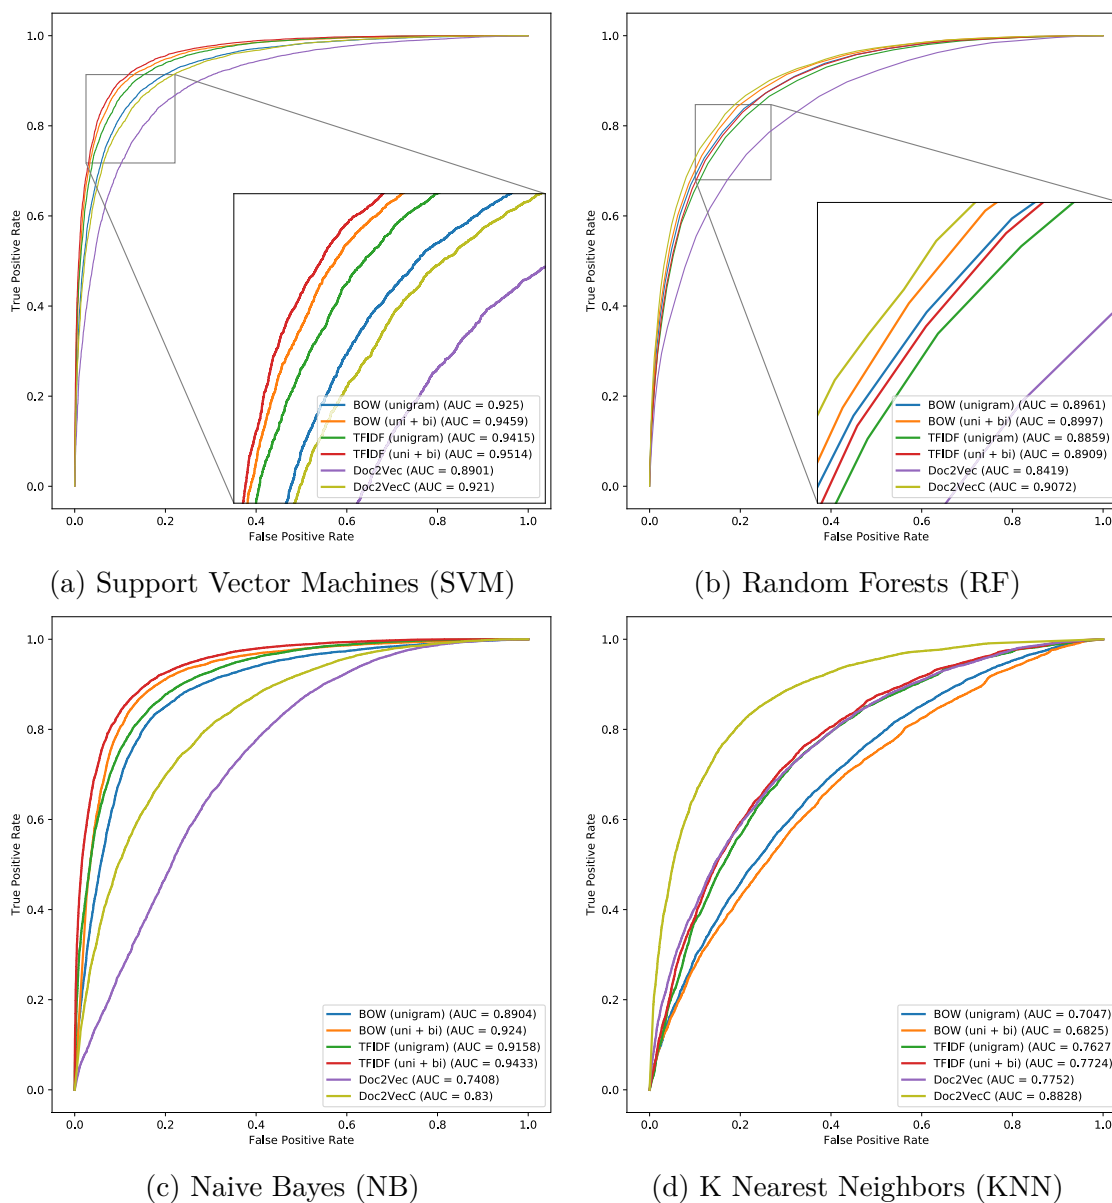 1.0
0.8
0.6
0.4
0.2
0.0
True Positive Rate
BOW (unigram) (AUC = 0.925)
BOW (uni + bi) (AUC = 0.9459)
TFIDF (unigram) (AUC = 0.9415)
TFIDF (uni + bi) (AUC = 0.9514)
Doc2Vec (AUC = 0.8901)
Doc2VecC (AUC = 0.921)
0.0 0.2 0.4 0.6 0.8 1.0
False Positive Rate
(a) Support Vector Machines (SVM)
1.0
0.8
0.6
0.4
0.2
0.0
True Positive Rate
BOW (unigram) (AUC = 0.8961)
BOW (uni + bi) (AUC = 0.8997)
TFIDF (unigram) (AUC = 0.8859)
TFIDF (uni + bi) (AUC = 0.8909)
Doc2Vec (AUC = 0.8419)
Doc2VecC (AUC = 0.9072)
0.0 0.2 0.4 0.6 0.8 1.0
False Positive Rate
(b) Random Forests (RF)
1.0
0.8
0.6
0.4
0.2
0.0
True Positive Rate
BOW (unigram) (AUC = 0.8904)
BOW (uni + bi) (AUC = 0.924)
TFIDF (unigram) (AUC = 0.9158)
TFIDF (uni + bi) (AUC = 0.9433)
Doc2Vec (AUC = 0.7408)
Doc2VecC (AUC = 0.83)
0.0 0.2 0.4 0.6 0.8 1.0
False Positive Rate
(c) Naive Bayes (NB)
1.0
0.8
0.6
0.4
0.2
0.0
True Positive Rate
BOW (unigram) (AUC = 0.7047)
BOW (uni + bi) (AUC = 0.6825)
TFIDF (unigram) (AUC = 0.7627)
TFIDF (uni + bi) (AUC = 0.7724)
Doc2Vec (AUC = 0.7752)
Doc2VecC (AUC = 0.8828)
0.0 0.2 0.4 0.6 0.8 1.0
False Positive Rate
(d) K Nearest Neighbors (KNN)